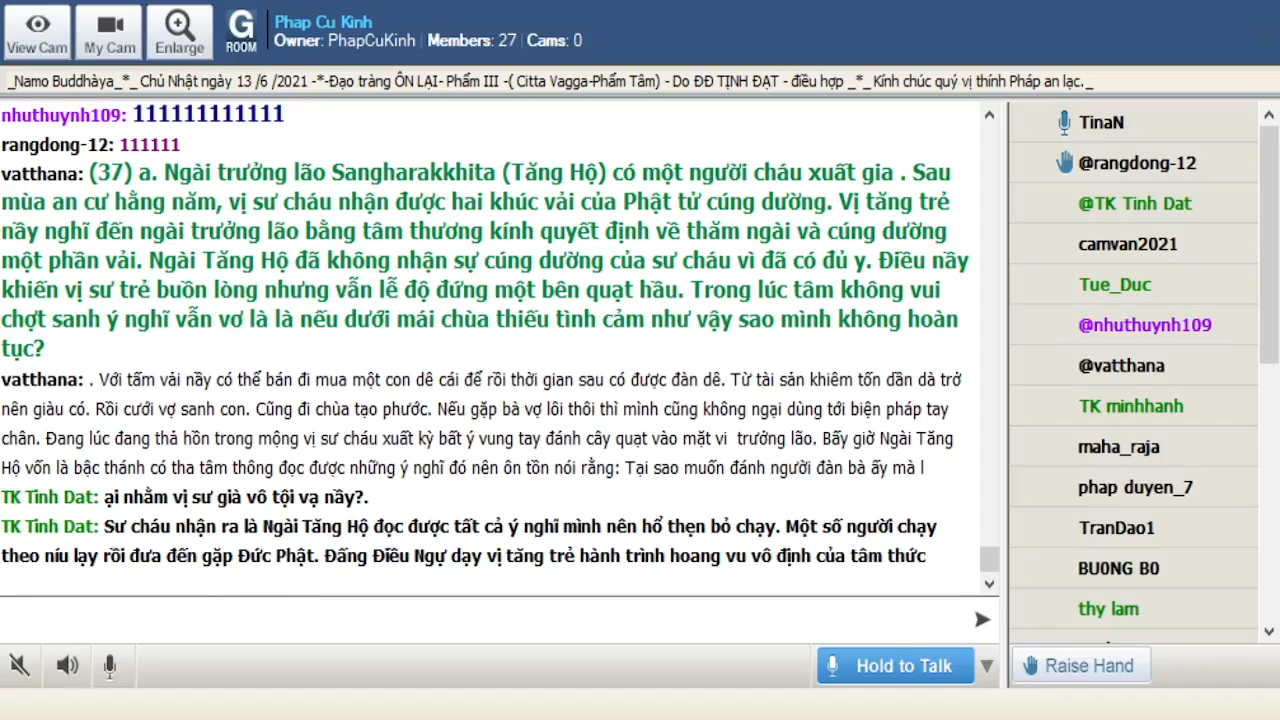 View Cam
My Cam
Enlarge
G
ROOM
Phap Cu Kinh
Owner: PhapCuKinh | Members: 27 | Cams: 0
_Namo Buddhàya_*_ Chủ Nhật ngày 13 /6 /2021 -*-Đạo tràng ÔN LẠI- Phẩm III -( Citta Vagga-Phẩm Tâm) - Do ĐĐ TỊNH ĐẠT - điều hợp _*_Kính chúc quý vị thính Pháp an lạc._
nhuthuynh109: 111111111111
rangdong-12: 111111
vatthana: (37) a. Ngài trưởng lão Sangharakkhita (Tăng Hộ) có một người cháu xuất gia . Sau
mùa an cư hằng năm, vị sư cháu nhận được hai khúc vải của Phật tử cúng dường. Vị tăng trẻ
nầy nghĩ đến ngài trưởng lão bằng tâm thương kính quyết định về thăm ngài và cúng dường
một phần vải. Ngài Tăng Hộ đã không nhận sự cúng dường của sư cháu vì đã có đủ y. Điều nầy
khiến vị sư trẻ buồn lòng nhưng vẫn lễ độ đứng một bên quạt hầu. Trong lúc tâm không vui
chợt sanh ý nghĩ vẫn vơ là là nếu dưới mái chùa thiếu tình cảm như vậy sao mình không hoàn
tục?
vatthana: . Với tấm vải nầy có thể bán đi mua một con dê cái để rồi thời gian sau có được đàn dê. Từ tài sản khiêm tốn dần dà trở
nên giàu có. Rồi cưới vợ sanh con. Cũng đi chùa tạo phước. Nếu gặp bà vợ lôi thôi thì mình cũng không ngại dùng tới biện pháp tay
chân. Đang lúc đang thả hồn trong mộng vị sư cháu xuất kỳ bất ý vung tay đánh cây quạt vào mặt vi trưởng lão. Bấy giờ Ngài Tăng
Hộ vốn là bậc thánh có tha tâm thông đọc được những ý nghĩ đó nên ôn tồn nói rằng: Tại sao muốn đánh người đàn bà ấy mà l
TK Tinh Dat: ại nhằm vị sư già vô tội vạ nầy?.
TK Tinh Dat: Sư cháu nhận ra là Ngài Tăng Hộ đọc được tất cả ý nghĩ mình nên hổ thẹn bỏ chạy. Một số người chạy
theo níu lạy rồi đưa đến gặp Đức Phật. Đấng Điều Ngự dạy vị tăng trẻ hành trình hoang vu vô định của tâm thức
TinaN
@rangdong-12
@TK Tinh Dat
camvan2021
Tue_Duc
@nhuthuynh109
@vatthana
TK minhhanh
maha_raja
phap duyen_7
TranDao1
BU0NG B0
thy lam
Hold to Talk
Raise Hand